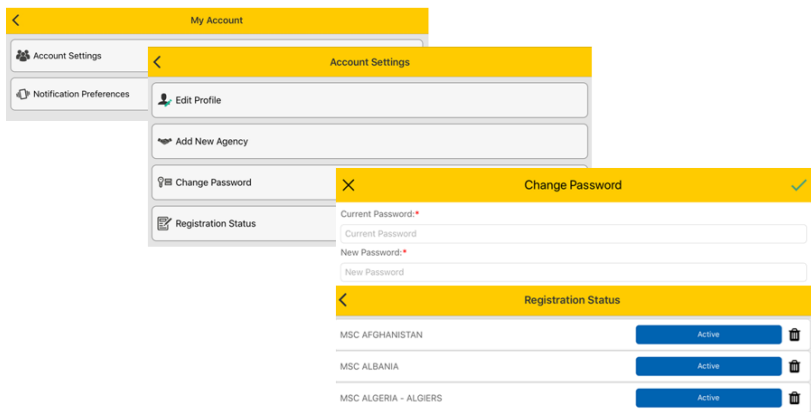 My Account
Account Settings
Notification Preferences
Account Settings
Edit Profile
Add New Agency
Change Password
Registration Status
Change Password
Current Password:*
Current Password
New Password:*
New Password
Registration Status
MSC AFGHANISTAN Active
MSC ALBANIA Active
MSC ALGERIA - ALGIERS Active